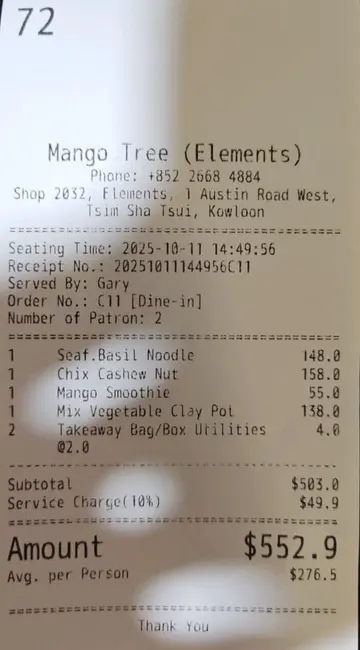 72
Mango Tree (Elements)
Phone: +852 2668 4884
Shop 2032, Elements, 1 Austin Road West,
Tsim Sha Tsui, Kowloon
Seating Time: 2025-10-11 14:49:56
Receipt No.: 20251011144956C11
Served By: Gary
Order No.: C11 [Dine-in]
Number of Patron: 2
1 Seaf.Basil Noodle 148.0
1 Chix Cashew Nut 158.0
1 Mango Smoothie 55.0
1 Mix Vegetable Clay Pot 138.0
2 Takeaway Bag/Box Utilities 4.0
@2.0
Subtotal $503.0
Service Charge(10%) $49.9
Amount $552.9
Avg. per Person $276.5
Thank You